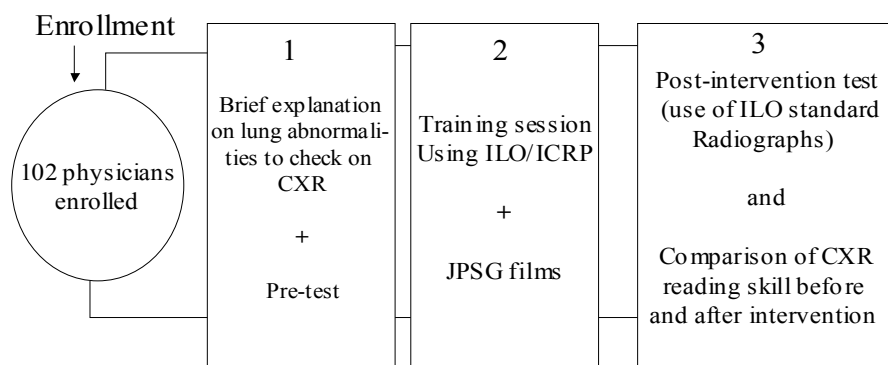 Enrollment
102 physicians
enrolled
1
Brief explanation
on lung abnormali-
ties to check on
CXR
+
Pre-test
2
Training session
Using ILO/ICRP
+
JPSG films
3
Post-intervention test
(use of ILO standard
Radiographs)
and
Comparison of CXR
reading skill before
and after intervention